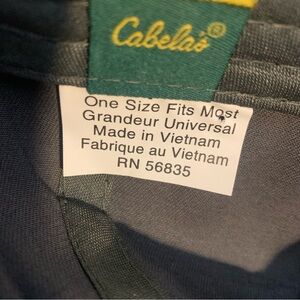 Cabela's®
One Size Fits Most
Grandeur Universal
Made in Vietnam
Fabrique au Vietnam
RN 56835